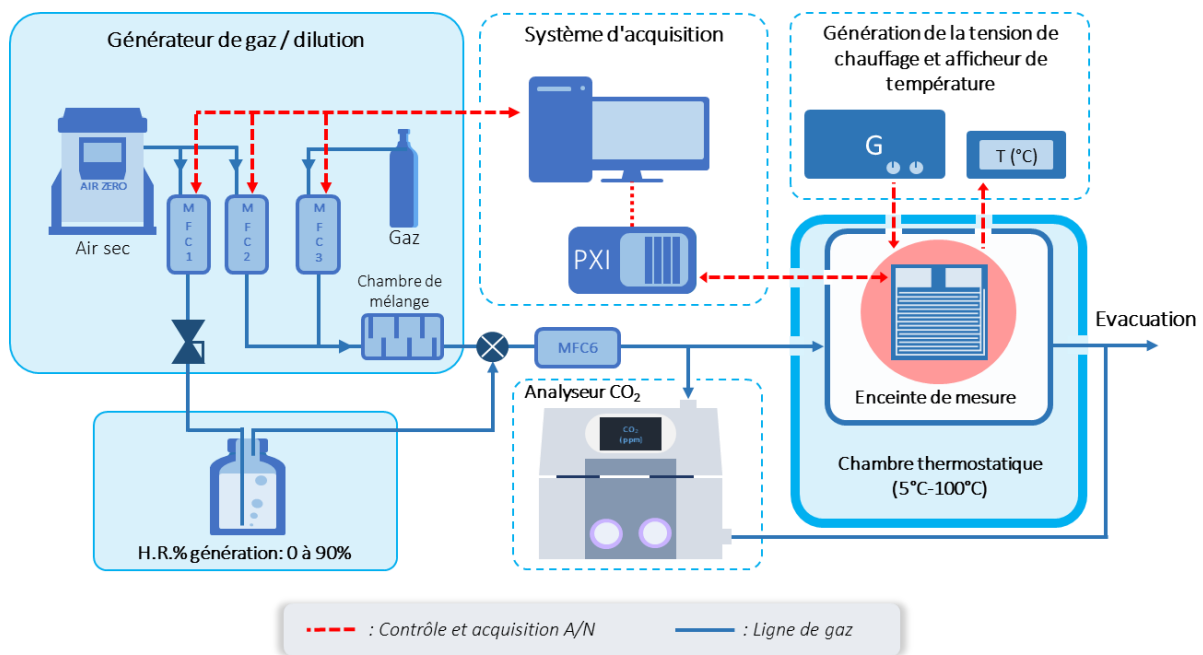 Générateur de gaz / dilution
AIR ZERO
Air sec
M
F
C
1
M
F
C
2
M
F
C
3
Gaz
Chambre de
mélange
Système d'acquisition
PXI
Génération de la tension de
chauffage et afficheur de
température
G
T (°C)
MFC6
Analyseur CO₂
CO₂
(ppm)
Enceinte de mesure
Chambre thermostatique
(5°C-100°C)
Evacuation
H.R.% génération: 0 à 90%
: Contrôle et acquisition A/N
: Ligne de gaz